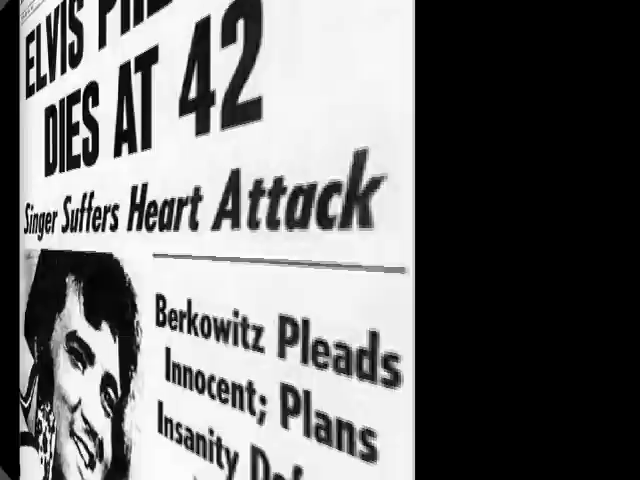 ELVIS
DIES AT 42
Singer Suffers Heart Attack
Berkowitz Pleads
Innocent; Plans
Insanity